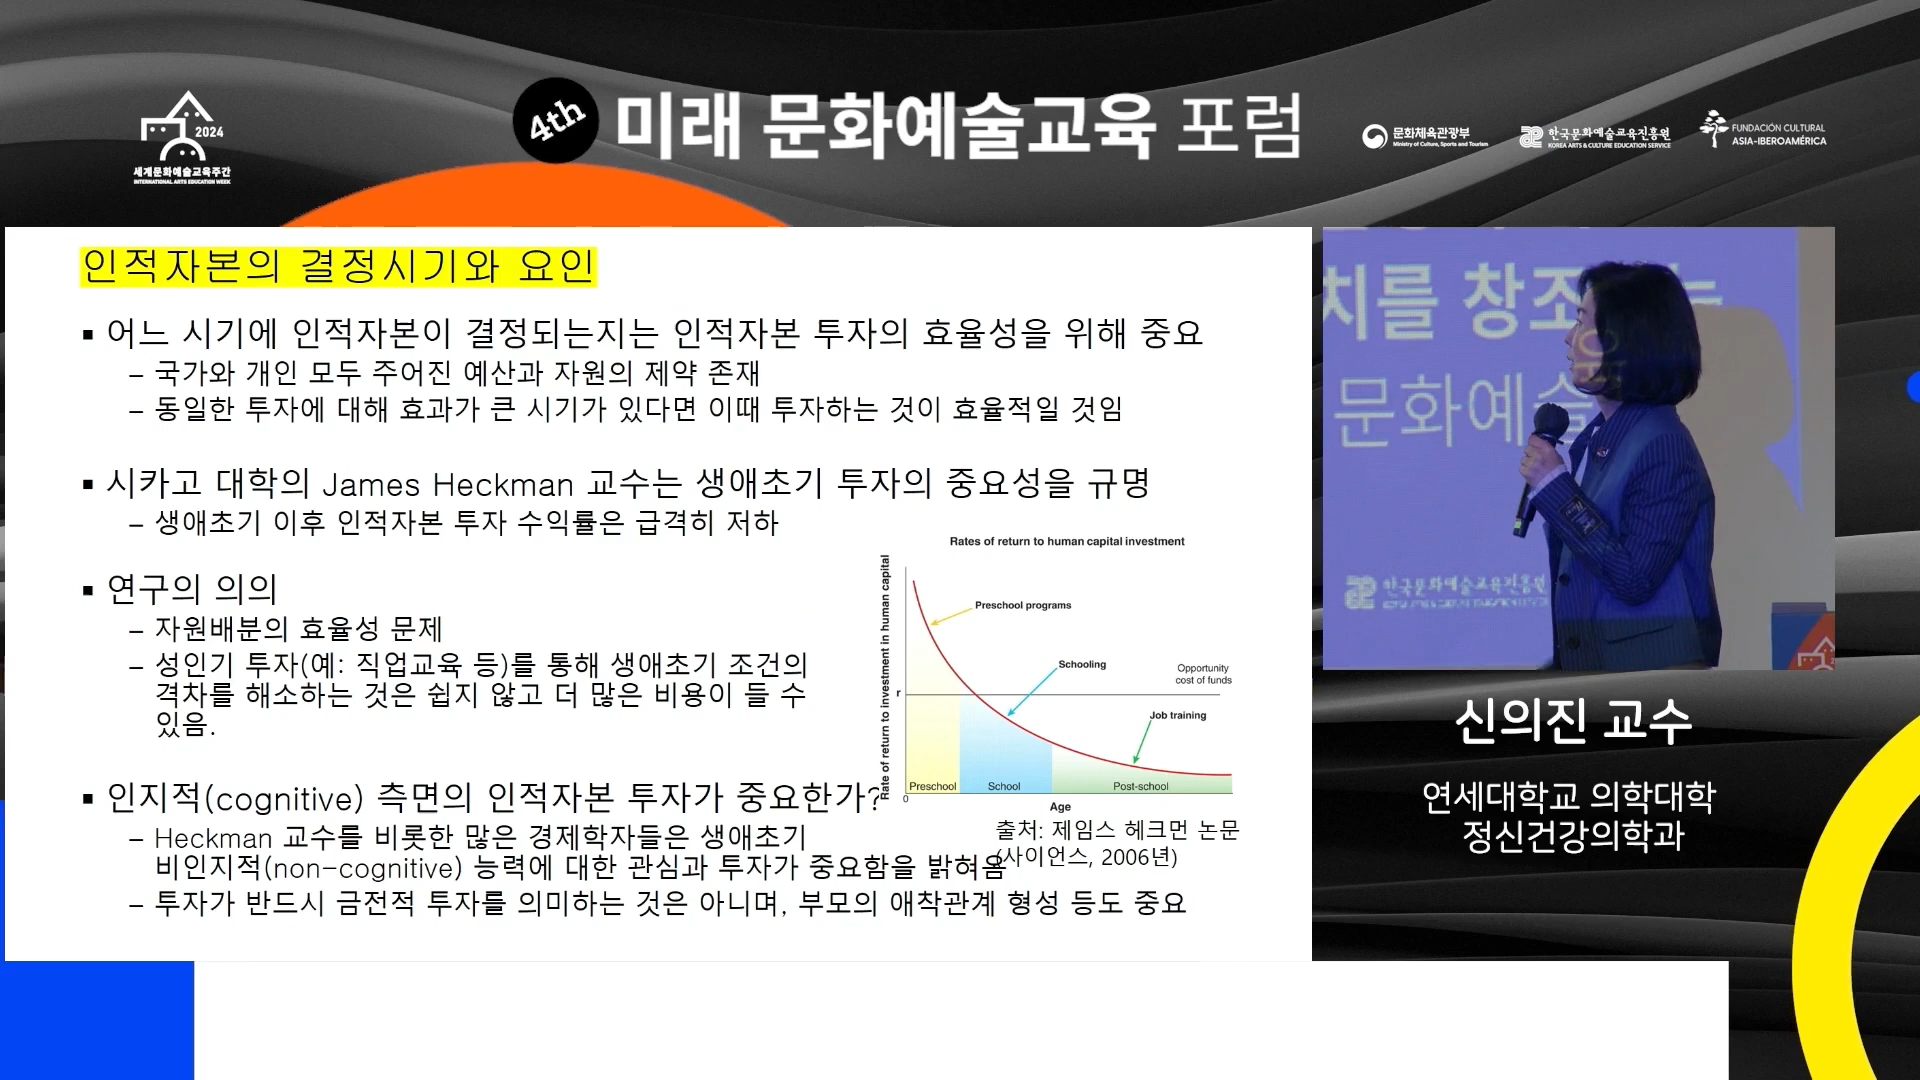 2024
세계문화예술교육주간
INTERNATIONAL ARTS EDUCATION WEEK
4th 미래 문화예술교육 포럼
문화체육관광부
Ministry of Culture, Sports and Tourism
한국문화예술교육진흥원
KOREA ARTS & CULTURE EDUCATION SERVICE
FUNDACIÓN CULTURAL
ASIA-IBEROAMÉRICA
인적자본의 결정시기와 요인
▪ 어느 시기에 인적자본이 결정되는지는 인적자본 투자의 효율성을 위해 중요
– 국가와 개인 모두 주어진 예산과 자원의 제약 존재
– 동일한 투자에 대해 효과가 큰 시기가 있다면 이때 투자하는 것이 효율적일 것임
▪ 시카고 대학의 James Heckman 교수는 생애초기 투자의 중요성을 규명
– 생애초기 이후 인적자본 투자 수익률은 급격히 저하
▪ 연구의 의의
– 자원배분의 효율성 문제
– 성인기 투자(예: 직업교육 등)를 통해 생애초기 조건의
격차를 해소하는 것은 쉽지 않고 더 많은 비용이 들 수
있음.
▪ 인지적(cognitive) 측면의 인적자본 투자가 중요한가?
– Heckman 교수를 비롯한 많은 경제학자들은 생애초기
비인지적(non-cognitive) 능력에 대한 관심과 투자가 중요함을 밝혀옴
– 투자가 반드시 금전적 투자를 의미하는 것은 아니며, 부모의 애착관계 형성 등도 중요
Rates of return to human capital investment
Rate of return to investment in human capital
Preschool programs
Schooling
Opportunity
cost of funds
r
Job training
Preschool
School
Post-school
0
Age
출처: 제임스 헤크먼 논문
(사이언스, 2006년)
치를 창조 는
문화예술
한국문화예술교육진흥원
신의진 교수
연세대학교 의학대학
정신건강의학과